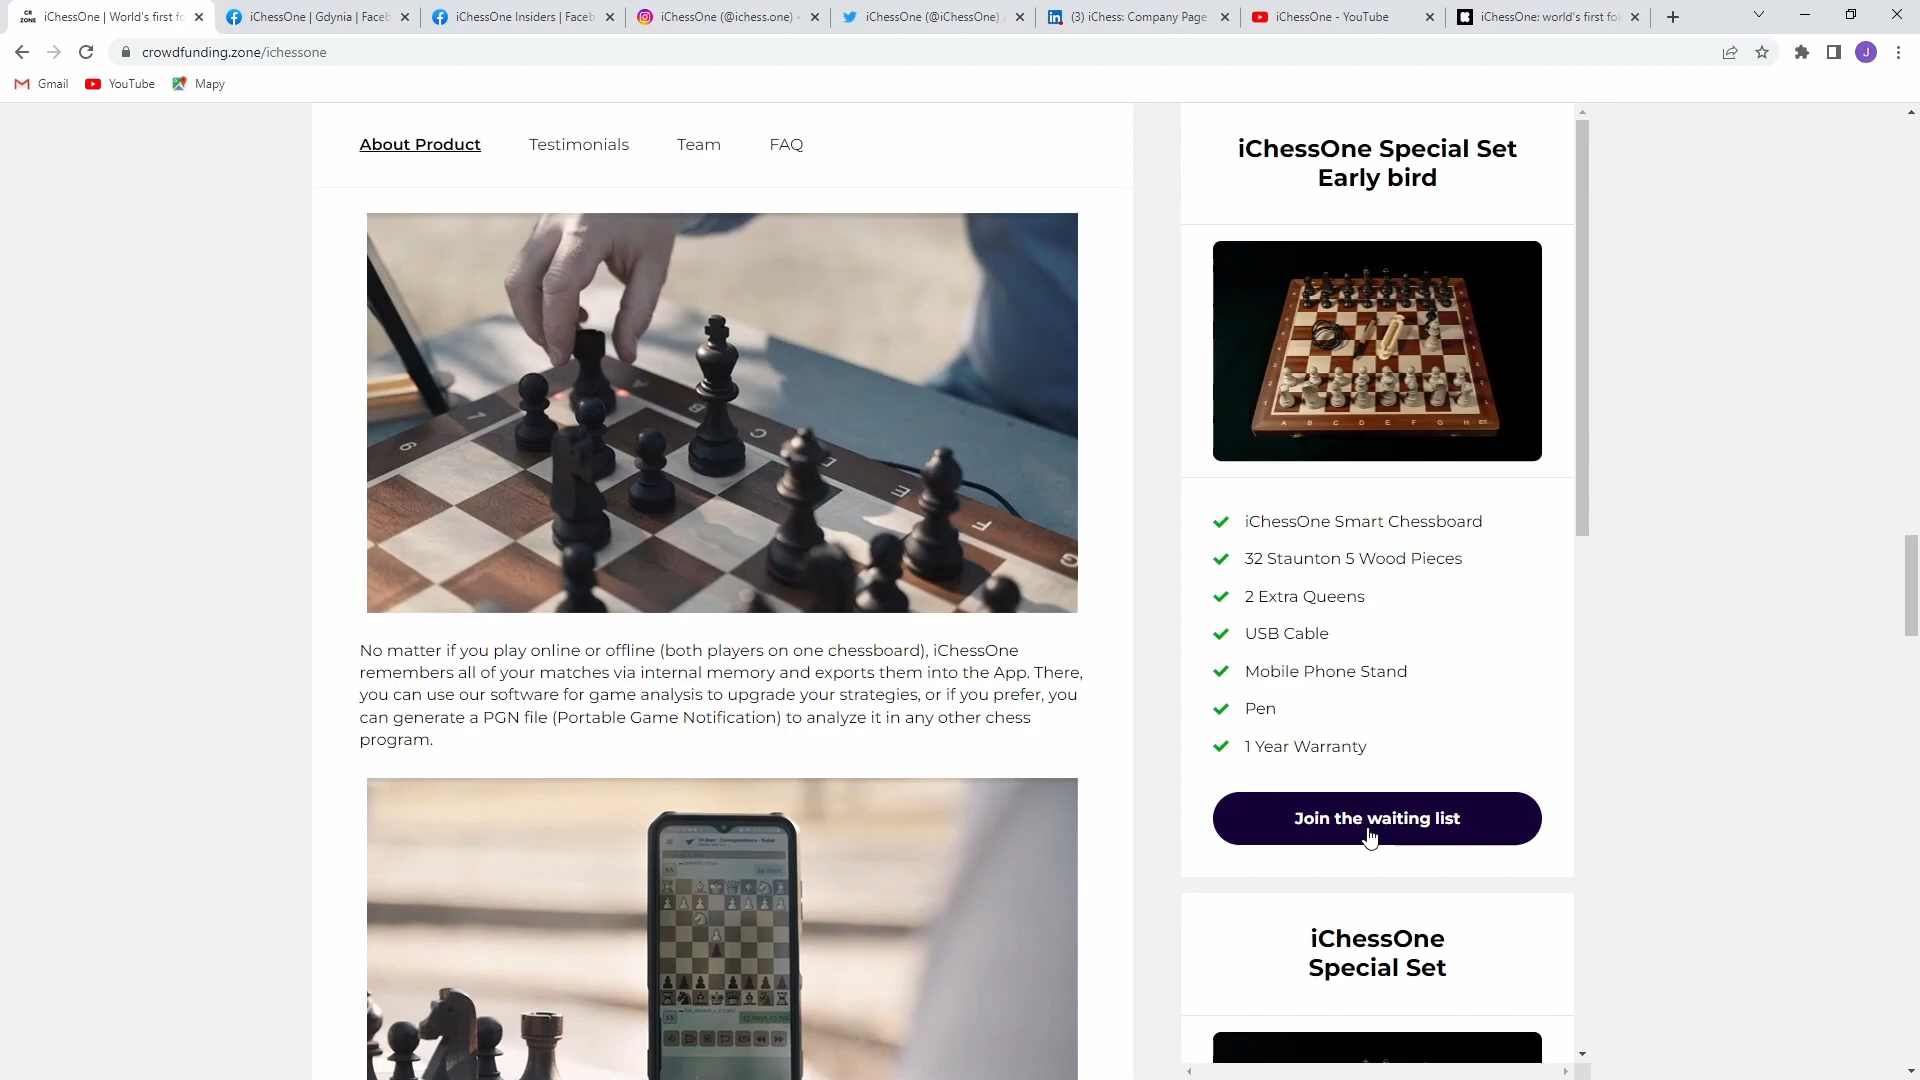 iChessOne | World's first fo
iChessOne | Gdynia | Faceb
iChessOne Insiders | Faceb
iChessOne (@ichess.one) •
iChessOne (@iChessOne) /
(3) iChess: Company Page
iChessOne - YouTube
iChessOne: world's first fol
crowdfunding.zone/ichessone
J
Gmail
YouTube
Mapy
About Product
Testimonials
Team
FAQ
No matter if you play online or offline (both players on one chessboard), iChessOne
remembers all of your matches via internal memory and exports them into the App. There,
you can use our software for game analysis to upgrade your strategies, or if you prefer, you
can generate a PGN file (Portable Game Notification) to analyze it in any other chess
program.
iChessOne Special Set
Early bird
iChessOne Smart Chessboard
32 Staunton 5 Wood Pieces
2 Extra Queens
USB Cable
Mobile Phone Stand
Pen
1 Year Warranty
Join the waiting list
iChessOne
Special Set